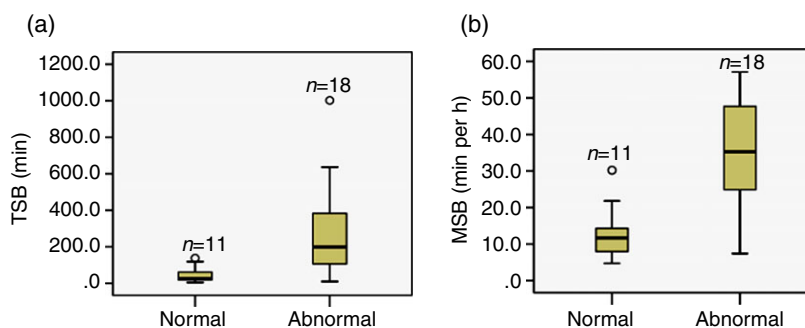 (a)
TSB (min)
1200.0
1000.0
800.0
600.0
400.0
200.0
.0
n=11
n=18
Normal
Abnormal
(b)
MSB (min per h)
60.0
50.0
40.0
30.0
20.0
10.0
.0
n=11
n=18
Normal
Abnormal